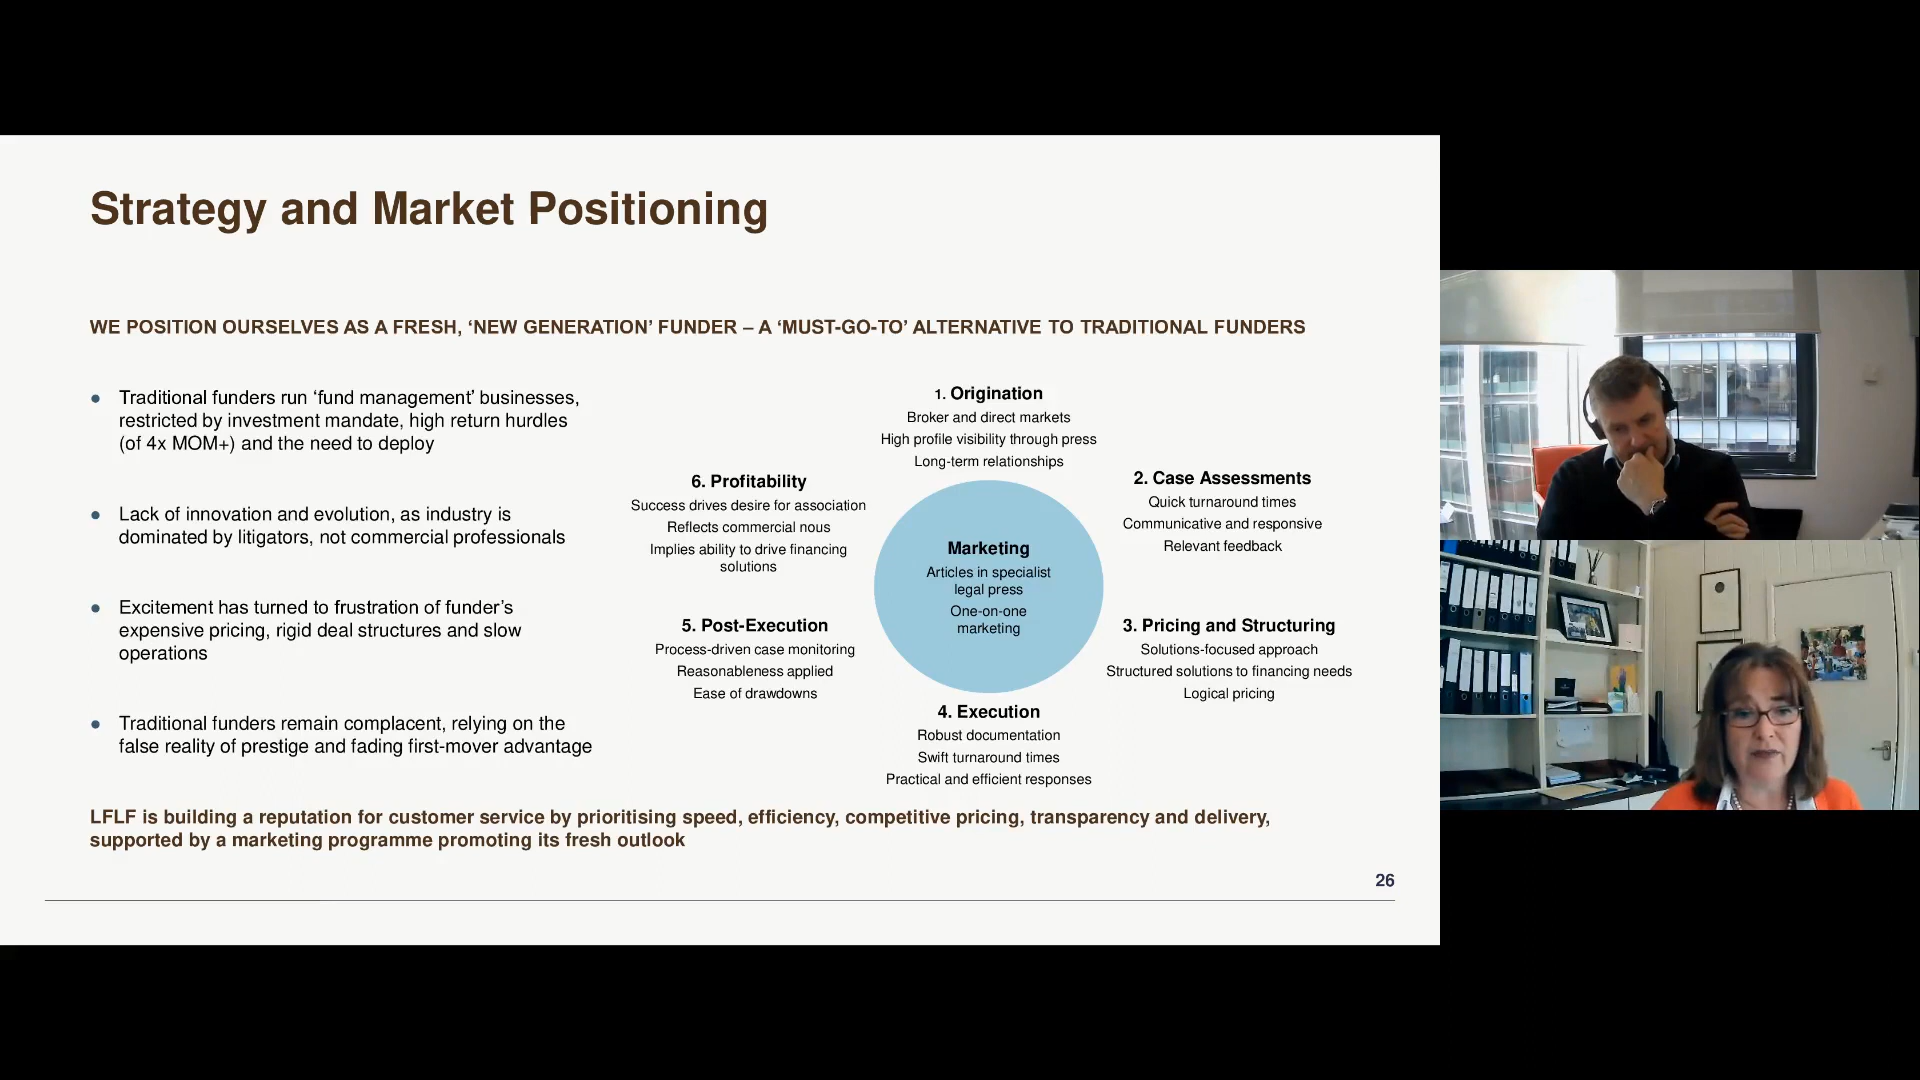 Strategy and Market Positioning
WE POSITION OURSELVES AS A FRESH, ‘NEW GENERATION’ FUNDER – A ‘MUST-GO-TO’ ALTERNATIVE TO TRADITIONAL FUNDERS
● Traditional funders run ‘fund management’ businesses,
restricted by investment mandate, high return hurdles
(of 4x MOM+) and the need to deploy
● Lack of innovation and evolution, as industry is
dominated by litigators, not commercial professionals
● Excitement has turned to frustration of funder’s
expensive pricing, rigid deal structures and slow
operations
● Traditional funders remain complacent, relying on the
false reality of prestige and fading first-mover advantage
1. Origination
Broker and direct markets
High profile visibility through press
Long-term relationships
2. Case Assessments
Quick turnaround times
Communicative and responsive
Relevant feedback
3. Pricing and Structuring
Solutions-focused approach
Structured solutions to financing needs
Logical pricing
4. Execution
Robust documentation
Swift turnaround times
Practical and efficient responses
5. Post-Execution
Process-driven case monitoring
Reasonableness applied
Ease of drawdowns
6. Profitability
Success drives desire for association
Reflects commercial nous
Implies ability to drive financing
solutions
Marketing
Articles in specialist
legal press
One-on-one
marketing
LFLF is building a reputation for customer service by prioritising speed, efficiency, competitive pricing, transparency and delivery,
supported by a marketing programme promoting its fresh outlook
26